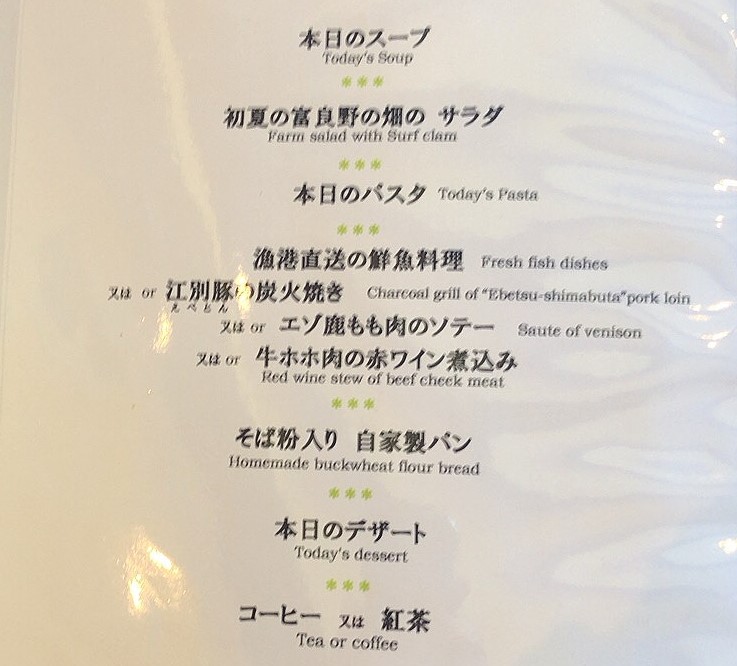 本日のスープ
Today's Soup
***
初夏の富良野の畑の サラダ
Farm salad with Surf clam
***
本日のパスタ Today's Pasta
***
漁港直送の鮮魚料理 Fresh fish dishes
又は or 江別豚の炭火焼き Charcoal grill of "Ebetsu-shimabuta"pork loin
えべとん
又は or エゾ鹿もも肉のソテー Saute of venison
又は or 牛ホホ肉の赤ワイン煮込み
Red wine stew of beef cheek meat
***
そば粉入り 自家製パン
Homemade buckwheat flour bread
***
本日のデザート
Today's dessert
***
コーヒー 又は 紅茶
Tea or coffee